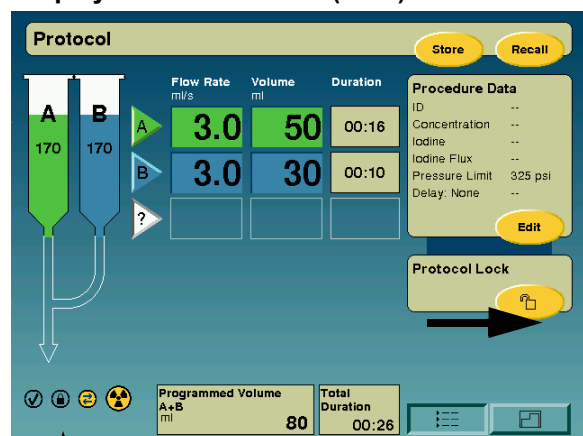 Protocol
Store
Recall
Flow Rate
ml/s
Volume
ml
Duration
A
170
B
170
A
3.0
50
00:16
B
3.0
30
00:10
?
Procedure Data
ID --
Concentration --
Iodine --
Iodine Flux --
Pressure Limit 325 psi
Delay: None --
Edit
Protocol Lock
Programmed Volume
A+B
ml
80
Total
Duration
00:26